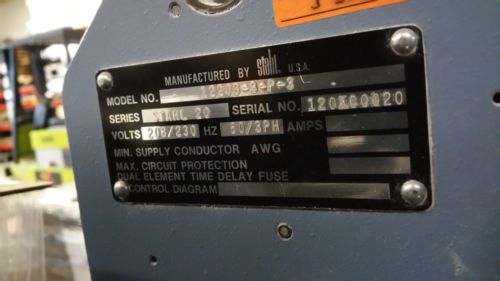 MANUFACTURED BY stahl U.S.A.
MODEL NO.
SERIES STAHL 20 SERIAL NO. 120XG0020
VOLTS 208/230 HZ 60/3PH AMPS
MIN. SUPPLY CONDUCTOR AWG
MAX. CIRCUIT PROTECTION
DUAL ELEMENT TIME DELAY FUSE
CONTROL DIAGRAM